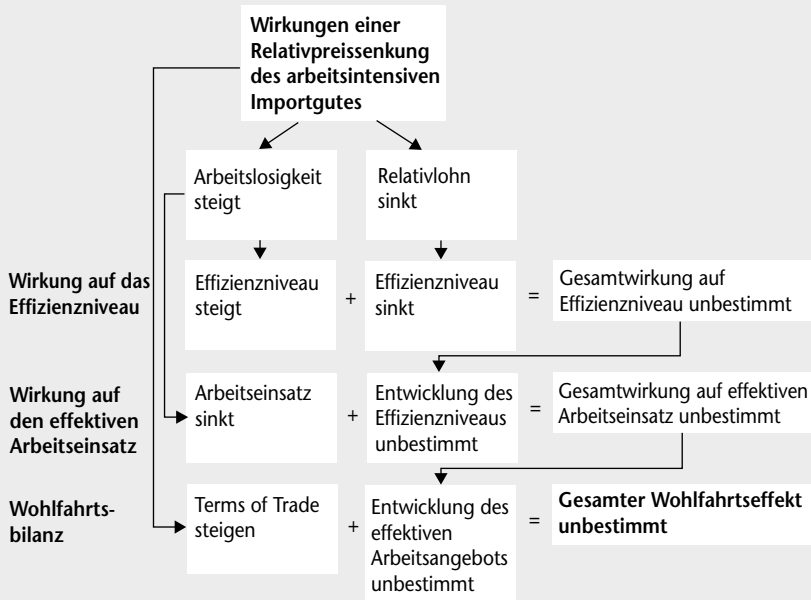 Wirkungen einer
Relativpreissenkung
des arbeitsintensiven
Importgutes
Arbeitslosigkeit
steigt
Relativlohn
sinkt
Wirkung auf das
Effizienzniveau
Effizienzniveau
steigt
+
Effizienzniveau
sinkt
=
Gesamtwirkung auf
Effizienzniveau unbestimmt
Wirkung auf
den effektiven
Arbeitseinsatz
Arbeitseinsatz
sinkt
+
Entwicklung des
Effizienzniveaus
unbestimmt
=
Gesamtwirkung auf effektiven
Arbeitseinsatz unbestimmt
Wohlfahrts-
bilanz
Terms of Trade
steigen
+
Entwicklung des
effektiven
Arbeitsangebots
unbestimmt
=
Gesamter Wohlfahrtseffekt
unbestimmt